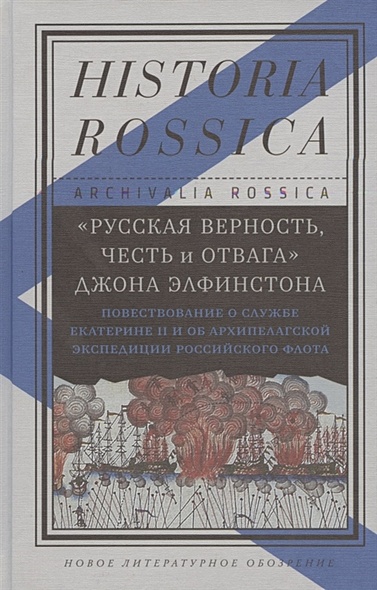 HISTORIA
ROSSICA
ARCHIVALIA ROSSICA
«РУССКАЯ ВЕРНОСТЬ,
ЧЕСТЬ и ОТВАГА»
ДЖОНА ЭЛФИНСТОНА
ПОВЕСТВОВАНИЕ О СЛУЖБЕ
ЕКАТЕРИНЕ II И ОБ АРХИПЕЛАГСКОЙ
ЭКСПЕДИЦИИ РОССИЙСКОГО ФЛОТА
НОВОЕ ЛИТЕРАТУРНОЕ ОБОЗРЕНИЕ